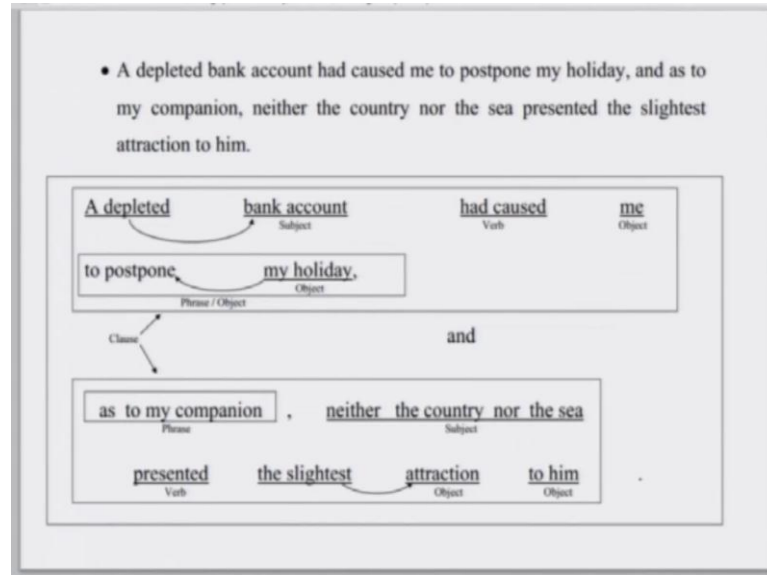 • A depleted bank account had caused me to postpone my holiday, and as to
my companion, neither the country nor the sea presented the slightest
attraction to him.
A depleted bank account had caused me
Subject Verb Object
to postpone my holiday,
Object
Phrase / Object
Clause
and
as to my companion , neither the country nor the sea
Phrase Subject
presented the slightest attraction to him .
Verb Object Object